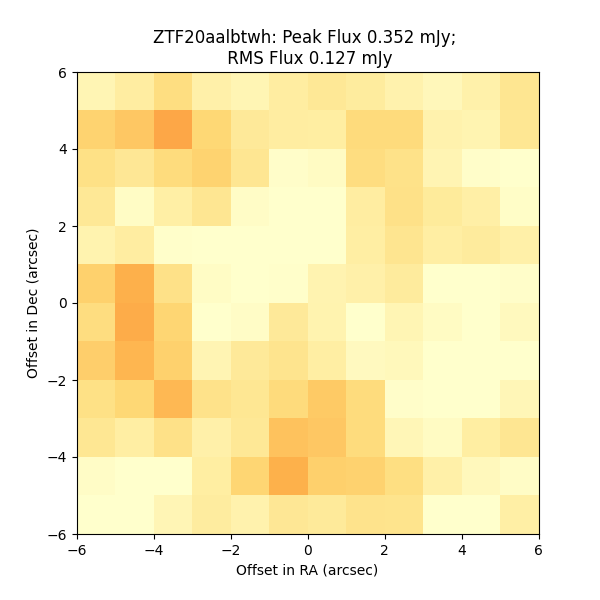 ZTF20aalbtwh: Peak Flux 0.352 mJy;
RMS Flux 0.127 mJy
6
4
2
0
−2
−4
−6
Offset in Dec (arcsec)
−6 −4 −2 0 2 4 6
Offset in RA (arcsec)